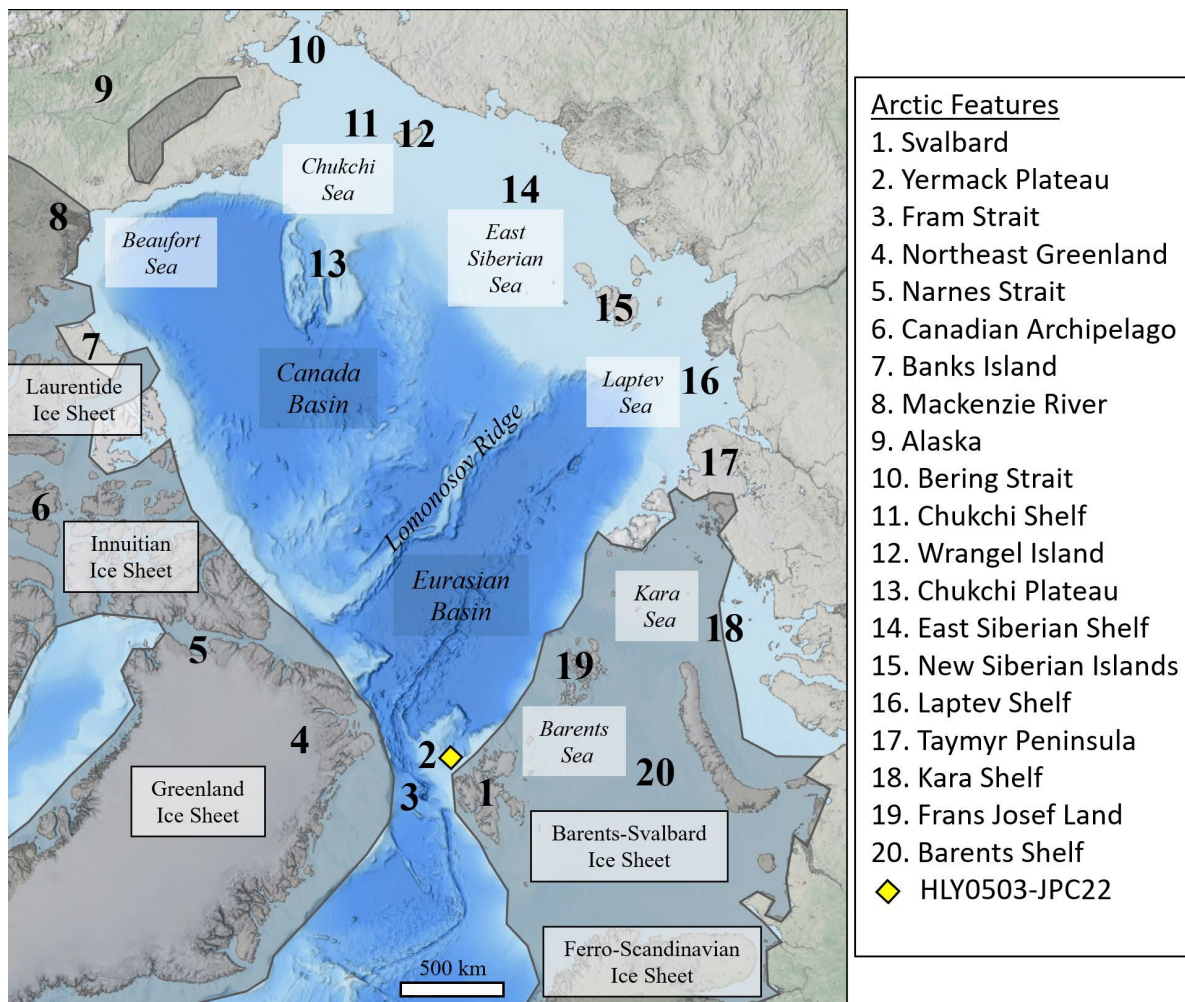 10
9
11
12
Chukchi
Sea
14
8
Beaufort
Sea
13
East
Siberian
Sea
15
7
Laurentide
Ice Sheet
Canada
Basin
Laptev
Sea
16
Lomonosov Ridge
17
6
Innuitian
Ice Sheet
Eurasian
Basin
Kara
Sea
18
5
19
4
2
Barents
Sea
20
3
1
Greenland
Ice Sheet
Barents-Svalbard
Ice Sheet
Ferro-Scandinavian
Ice Sheet
500 km
Arctic Features
1. Svalbard
2. Yermack Plateau
3. Fram Strait
4. Northeast Greenland
5. Narnes Strait
6. Canadian Archipelago
7. Banks Island
8. Mackenzie River
9. Alaska
10. Bering Strait
11. Chukchi Shelf
12. Wrangel Island
13. Chukchi Plateau
14. East Siberian Shelf
15. New Siberian Islands
16. Laptev Shelf
17. Taymyr Peninsula
18. Kara Shelf
19. Frans Josef Land
20. Barents Shelf
HLY0503-JPC22